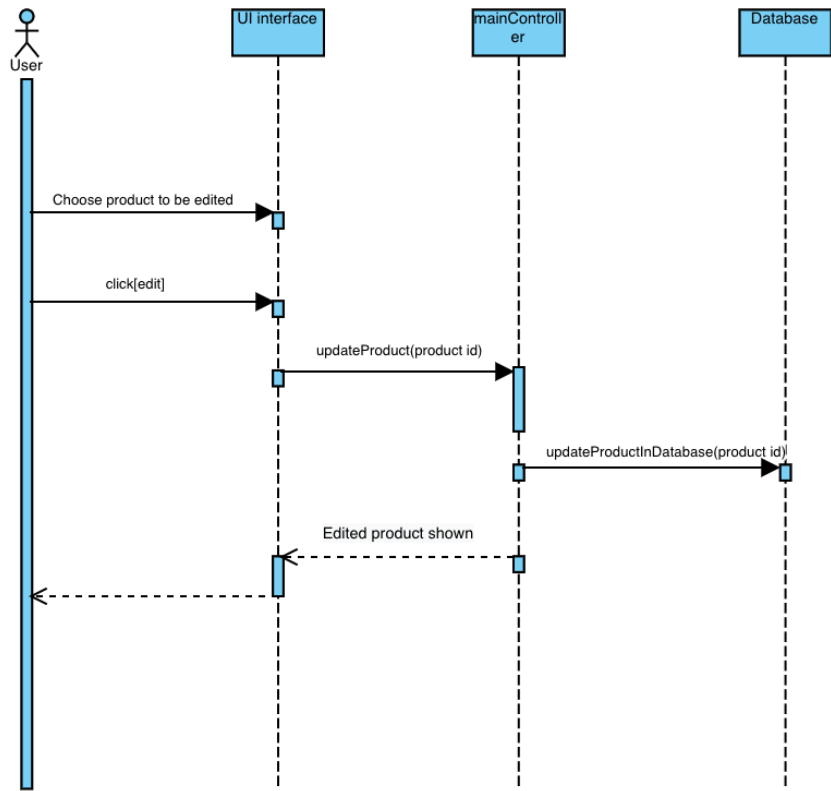 User
UI interface
mainControll
er
Database
Choose product to be edited
click[edit]
updateProduct(product id)
updateProductInDatabase(product id)
Edited product shown